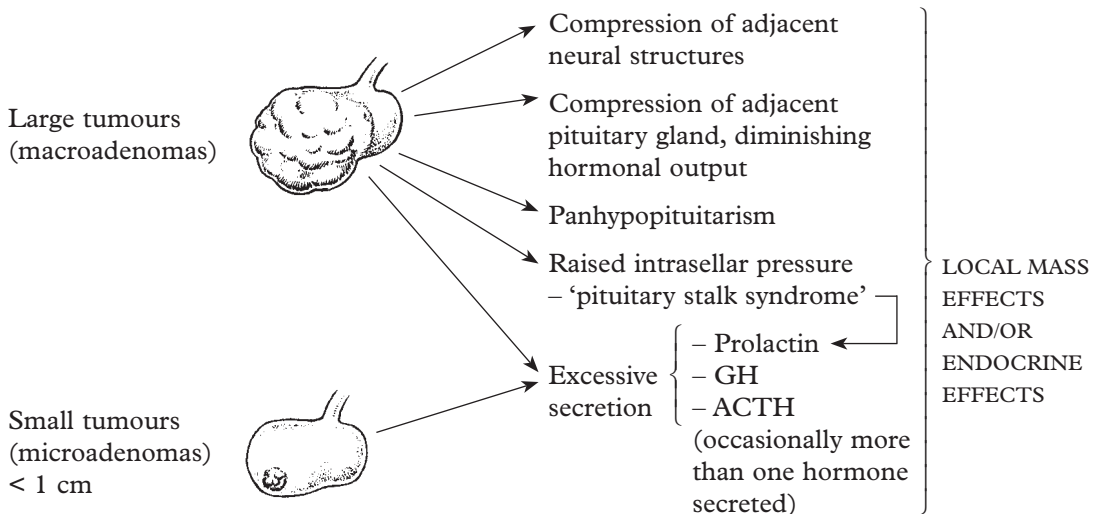 Large tumours
(macroadenomas)
Compression of adjacent
neural structures
Compression of adjacent
pituitary gland, diminishing
hormonal output
Panhypopituitarism
Raised intrasellar pressure
– ‘pituitary stalk syndrome’
Small tumours
(microadenomas)
< 1 cm
Excessive
secretion
– Prolactin
– GH
– ACTH
(occasionally more
than one hormone
secreted)
LOCAL MASS
EFFECTS
AND/OR
ENDOCRINE
EFFECTS